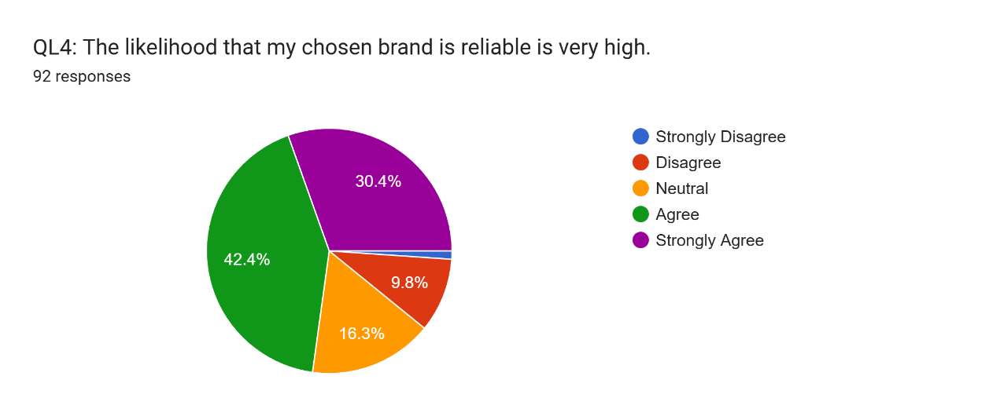 QL4: The likelihood that my chosen brand is reliable is very high.
92 responses
Strongly Disagree
Disagree
Neutral
Agree
Strongly Agree
30.4%
42.4%
9.8%
16.3%